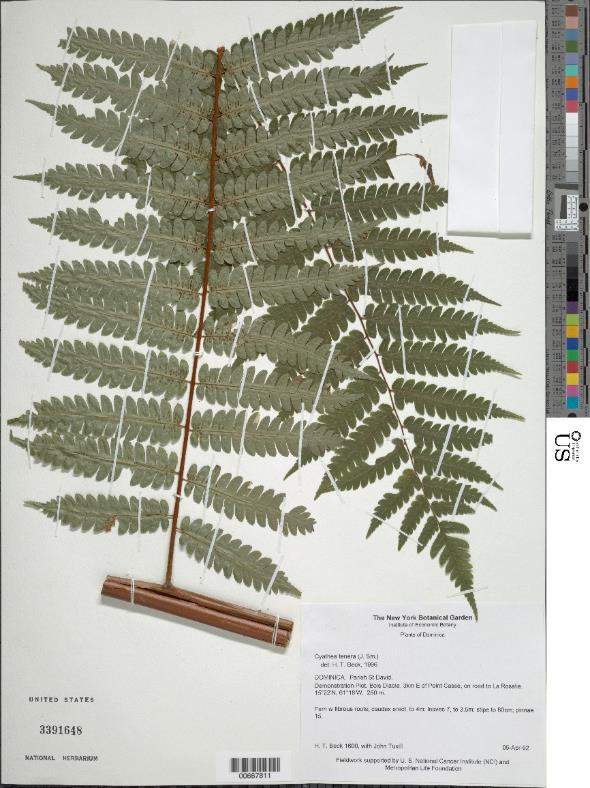 US
The New York Botanical Garden
Institute of Economic Botany
Plants of Dominica
Cyathea tenera (J. Sm.)
det. H. T. Beck, 1996
DOMINICA. Parish St David.
Demonstration Plot, Bois Diable, 3km E of Point Casse, on road to La Rosalie
15°22'N, 61°18'W 250 m.
Fern w fibrous roots, caudex erect, to 4m; leaves 7, to 3.5m; stipe to 80cm; pinnae
15.
H. T. Beck 1600, with John Tuxill
05-Apr-92
Fieldwork supported by U. S. National Cancer Institute (NCI) and
Metropolitan Life Foundation
UNITED STATES
3391648
NATIONAL HERBARIUM
00667811